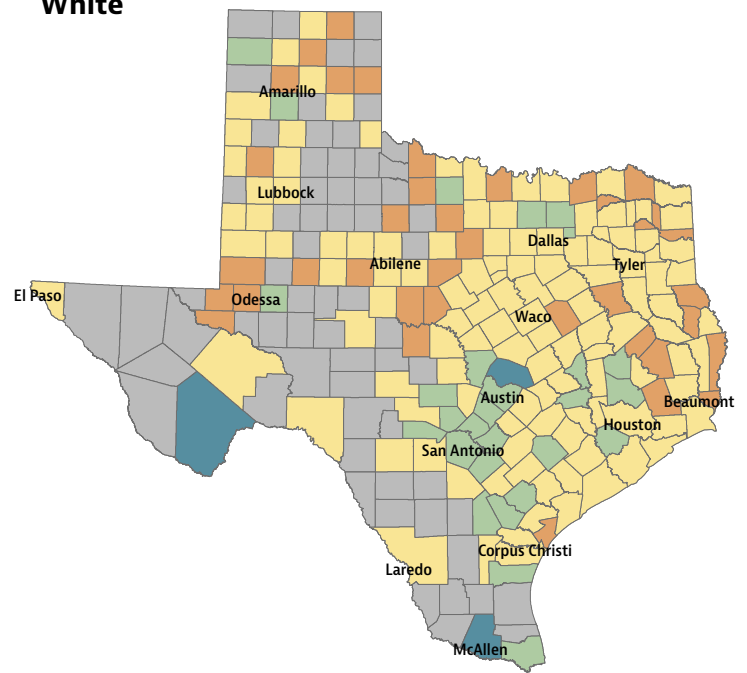 White
Amarillo
Lubbock
Dallas
Abilene
Tyler
El Paso
Odessa
Waco
Austin
Beaumont
Houston
San Antonio
Corpus Christi
Laredo
McAllen